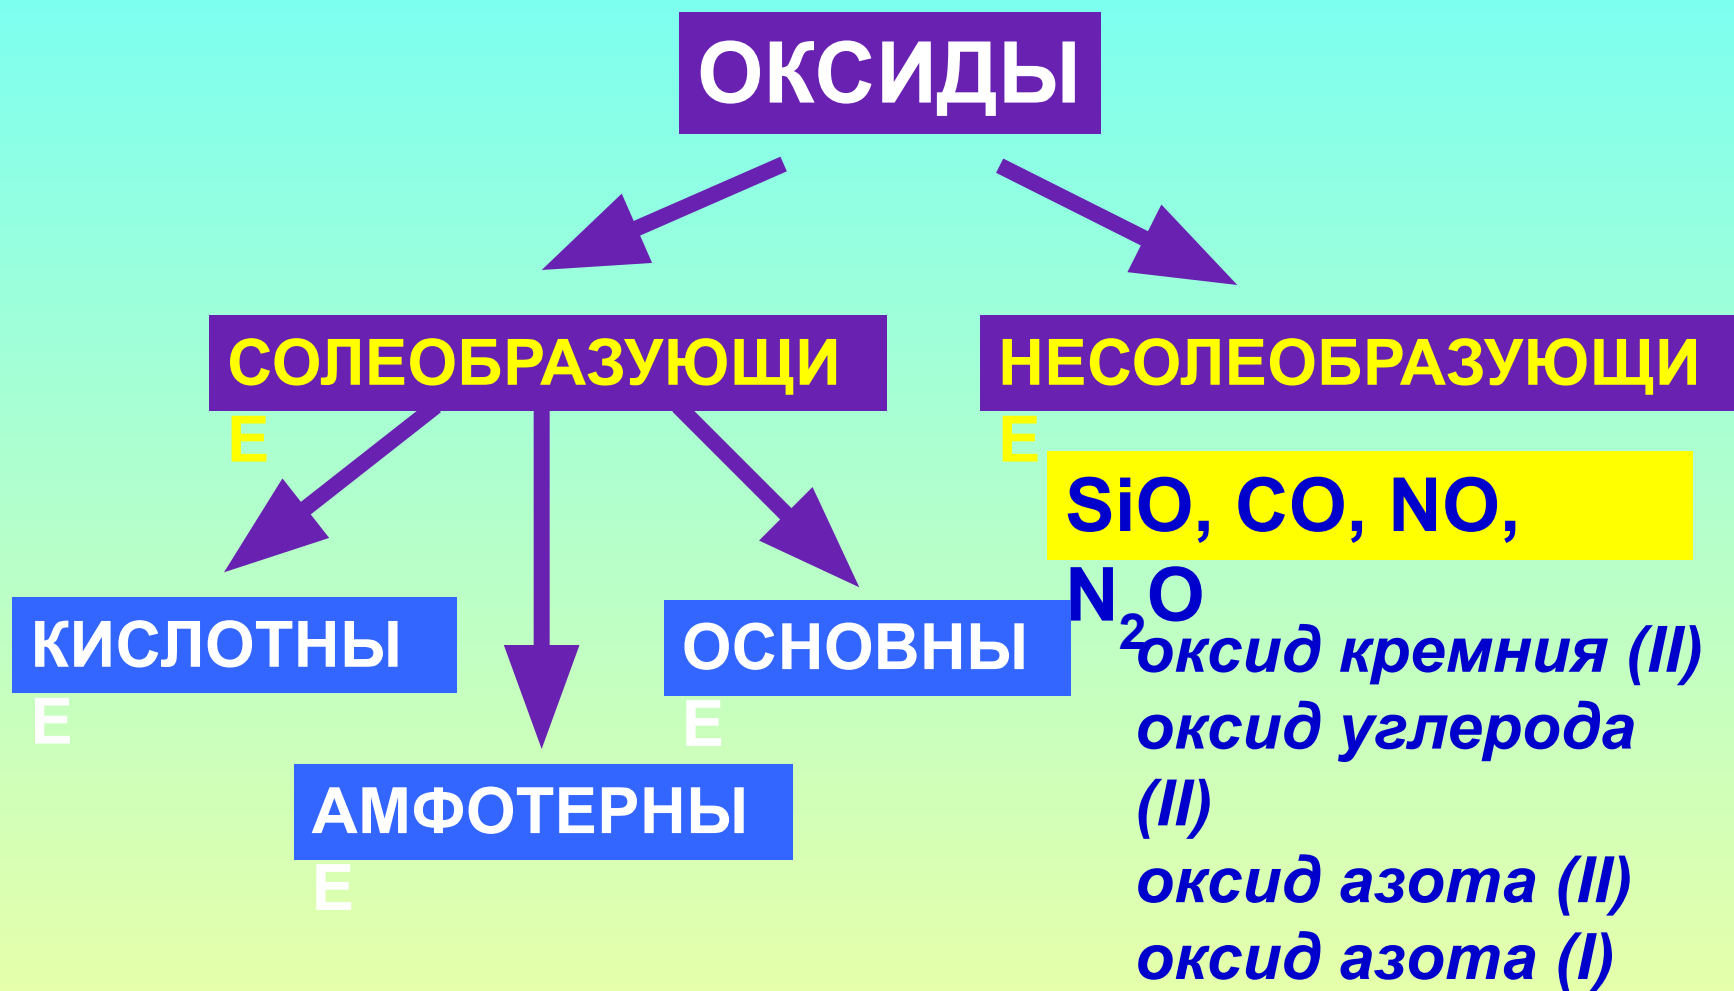 ОКСИДЫ
СОЛЕОБРАЗУЮЩИ
Е
НЕСОЛЕОБРАЗУЮЩИ
Е
SiO, CO, NO,
N₂O
КИСЛОТНЫ
Е
ОСНОВНЫ
Е
АМФОТЕРНЫ
Е
оксид кремния (II)
оксид углерода
(II)
оксид азота (II)
оксид азота (I)